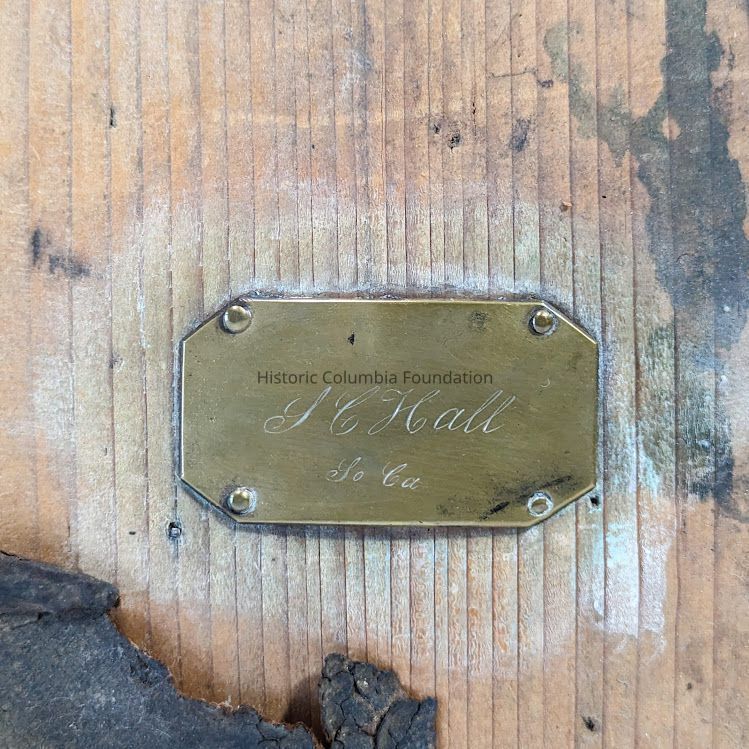 Historic Columbia Foundation
S C Hall
So Ca